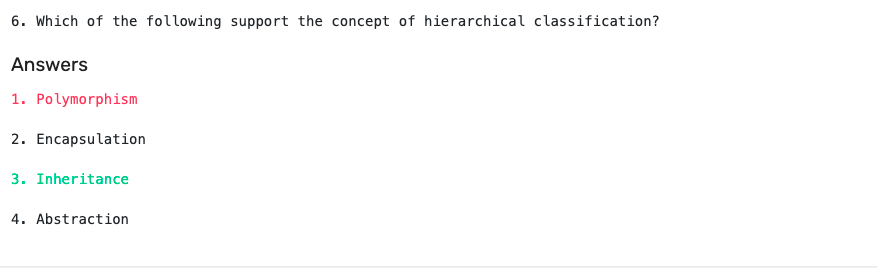 6. Which of the following support the concept of hierarchical classification?
Answers
1. Polymorphism
2. Encapsulation
3. Inheritance
4. Abstraction